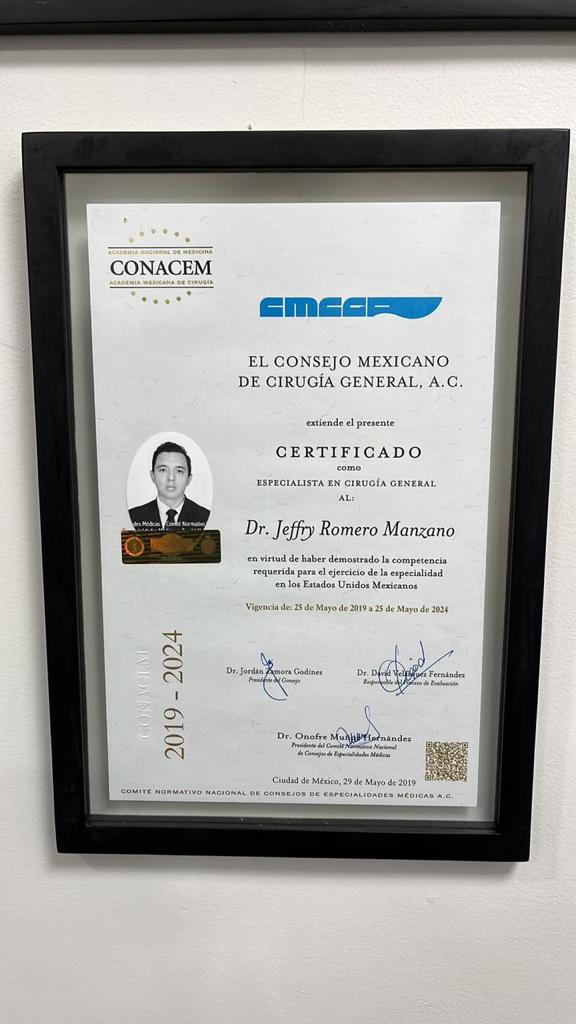 ACADEMIA NACIONAL DE MEDICINA
CONACEM
ACADEMIA MEXICANA DE CIRUGÍA
cmcg
EL CONSEJO MEXICANO
DE CIRUGÍA GENERAL, A.C.
extiende el presente
CERTIFICADO
como
ESPECIALISTA EN CIRUGÍA GENERAL
AL:
Dr. Jeffry Romero Manzano
en virtud de haber demostrado la competencia
requerida para el ejercicio de la especialidad
en los Estados Unidos Mexicanos
Vigencia de: 25 de Mayo de 2019 a 25 de Mayo de 2024
des Médicas y Comité Normativo
CONACEM
2019 - 2024
Dr. Jordán Zamora Godínez
Presidente del Consejo
Dr. David Velázquez Fernández
Responsable del Proceso de Evaluación
Dr. Onofre Muñoz Hernández
Presidente del Comité Normativo Nacional
de Consejos de Especialidades Médicas
Ciudad de México, 29 de Mayo de 2019
COMITÉ NORMATIVO NACIONAL DE CONSEJOS DE ESPECIALIDADES MÉDICAS A.C.